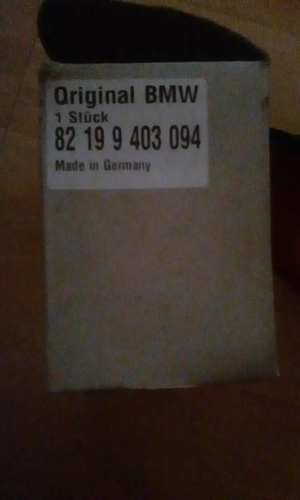 Original BMW
1 Stück
82 19 9 403 094
Made in Germany